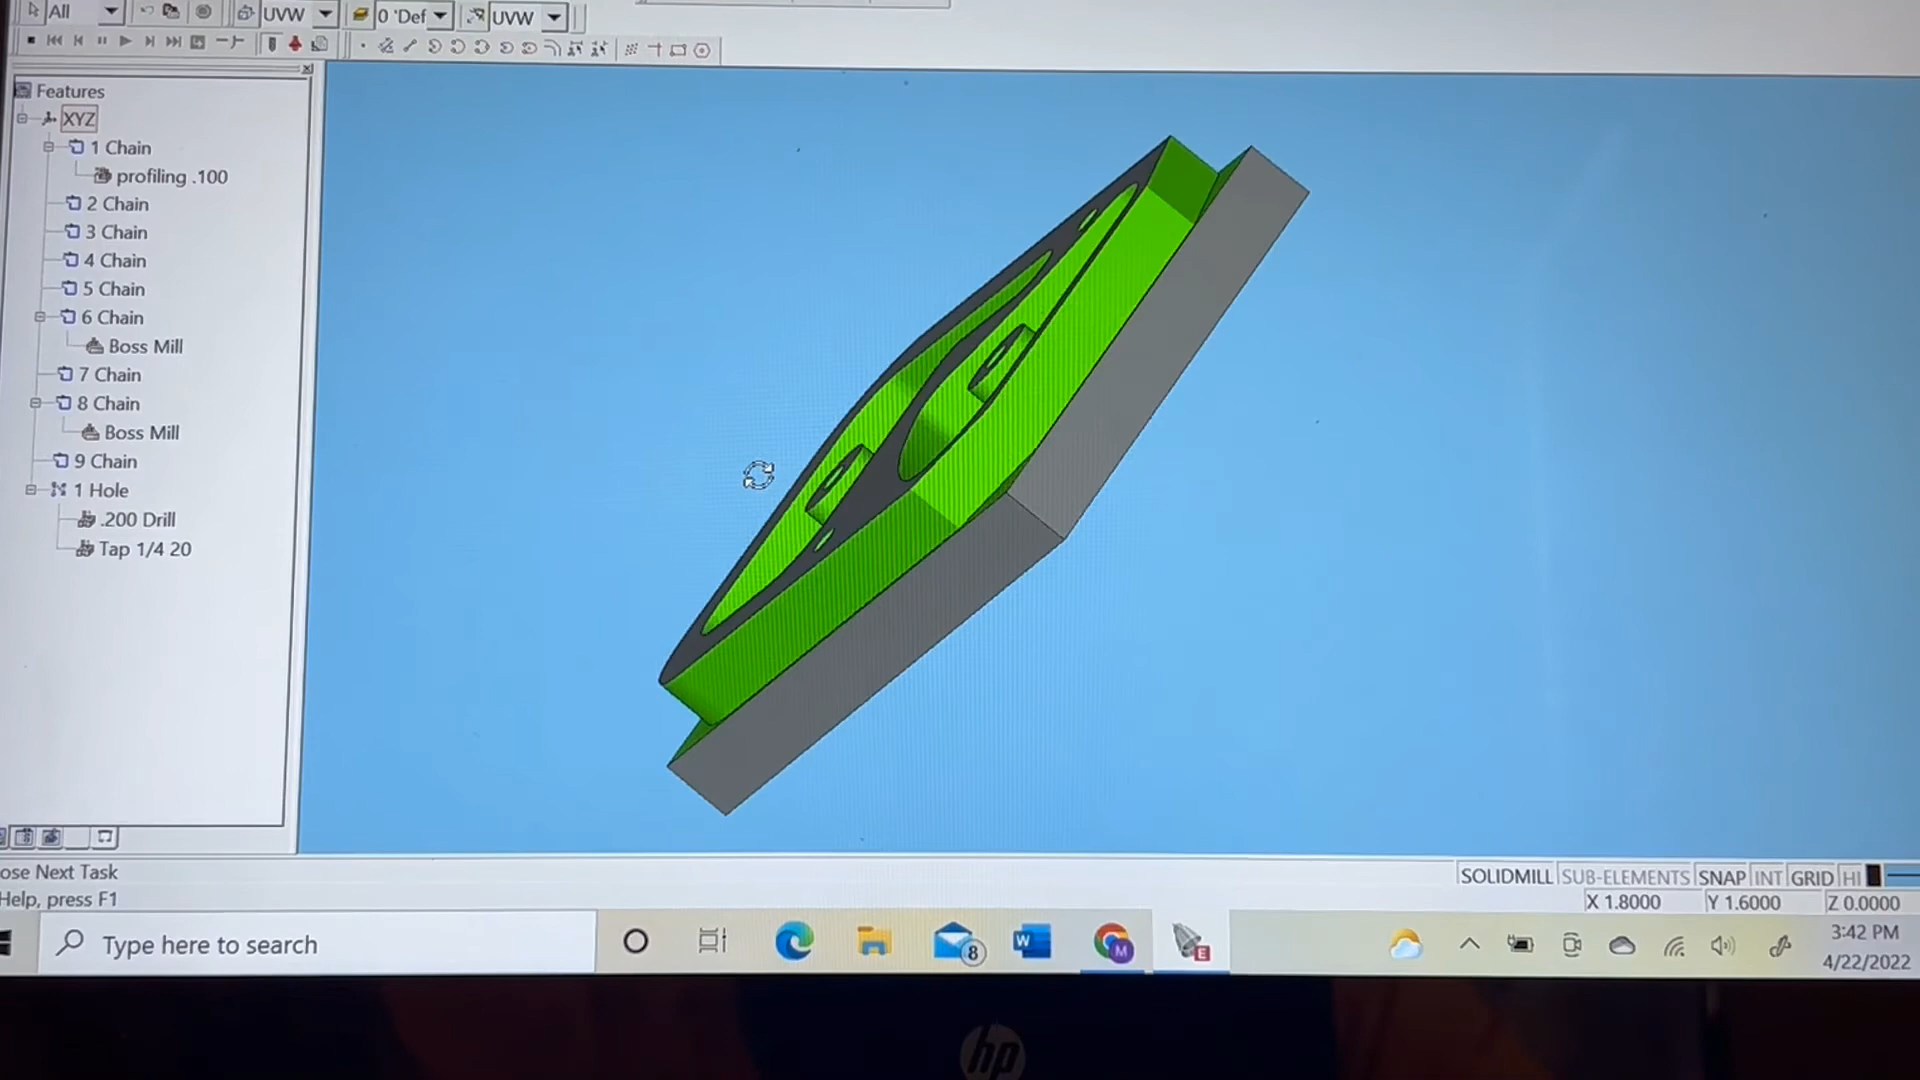 All
UVW
0 'Def
UVW
Features
XYZ
1 Chain
profiling .100
2 Chain
3 Chain
4 Chain
5 Chain
6 Chain
Boss Mill
7 Chain
8 Chain
Boss Mill
9 Chain
1 Hole
.200 Drill
Tap 1/4 20
ose Next Task
Help, press F1
SOLIDMILL SUB-ELEMENTS SNAP INT GRID HI
X 1.8000 Y 1.6000 Z 0.0000
Type here to search
8
W
M
E
3:42 PM
4/22/2022
hp